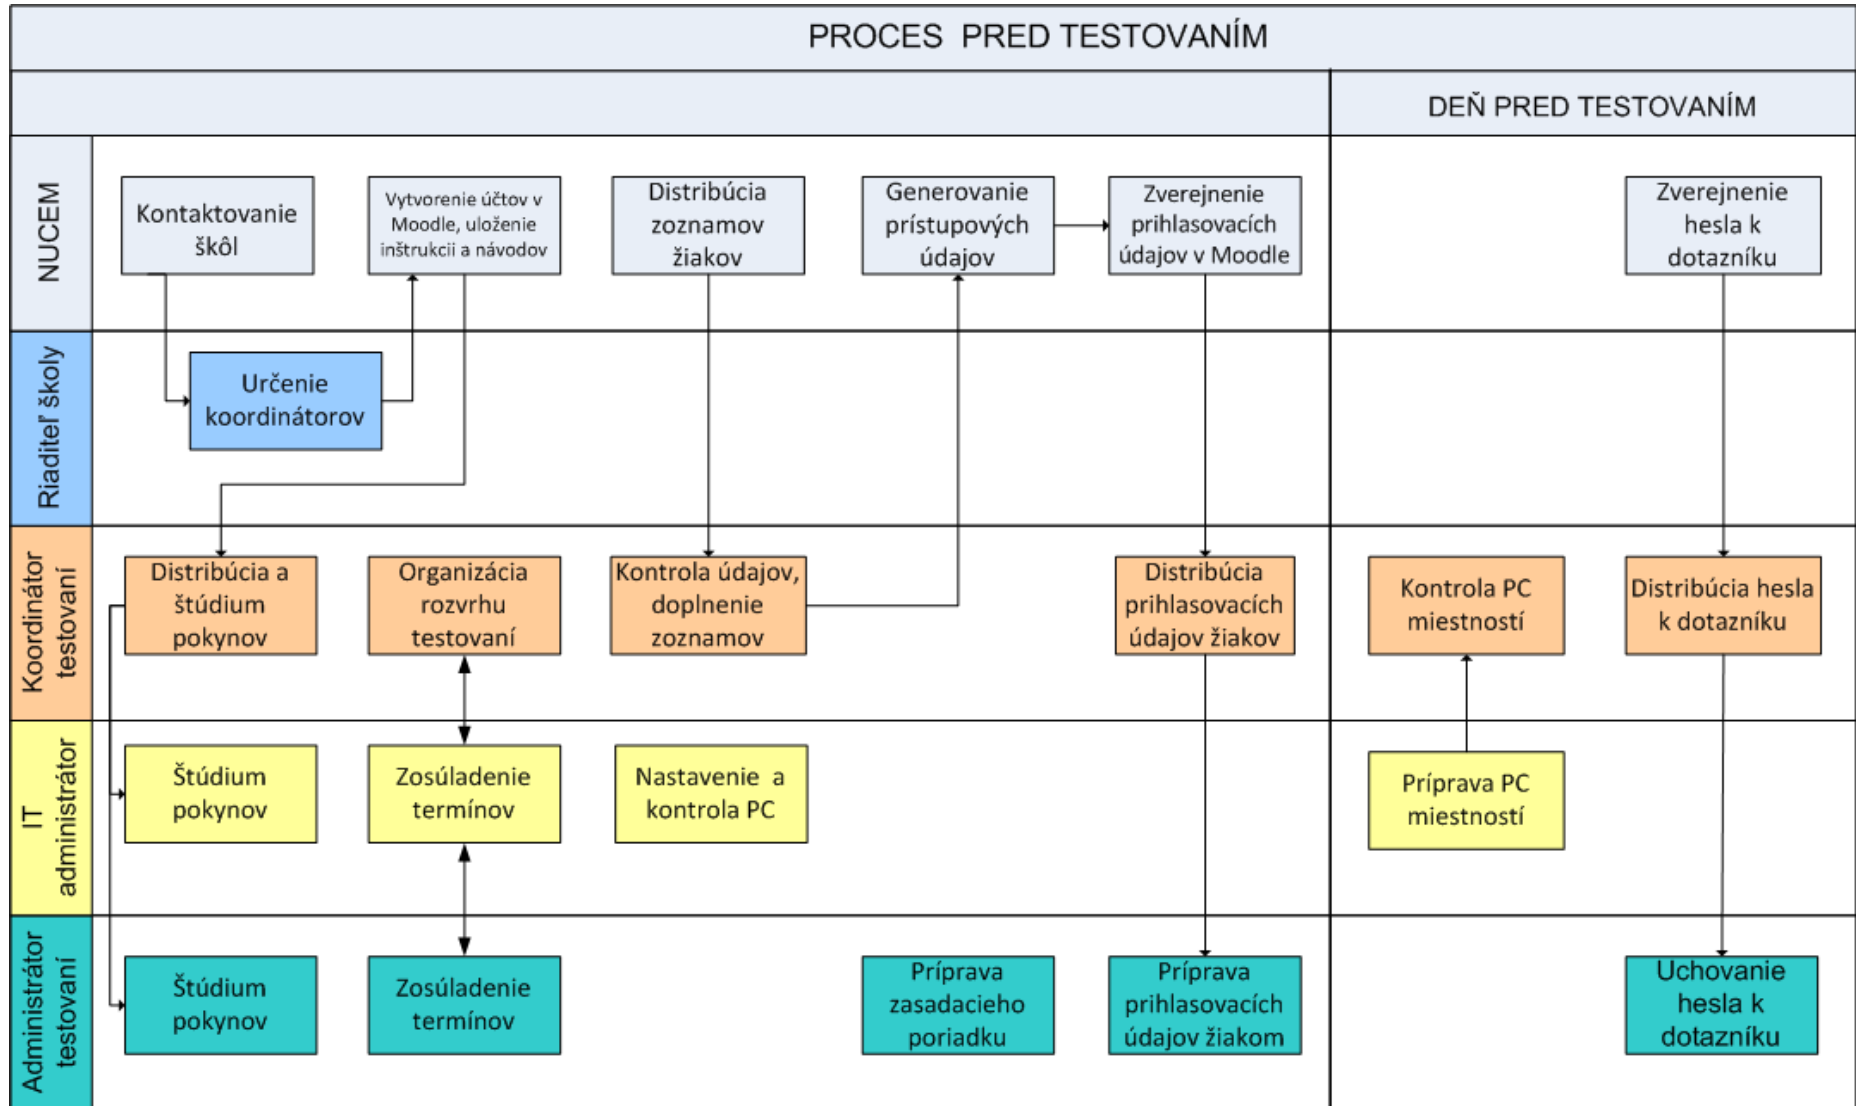 PROCES PRED TESTOVANÍM
DEŇ PRED TESTOVANÍM
NUCEM
Kontaktovanie
škôl
Vytvorenie účtov v
Moodle, uloženie
inštrukcii a návodov
Distribúcia
zoznamov
žiakov
Generovanie
prístupových
údajov
Zverejnenie
prihlasovacích
údajov v Moodle
Zverejnenie
hesla k
dotazníku
Riaditeľ školy
Určenie
koordinátorov
Koordinátor
testovaní
Distribúcia a
štúdium
pokynov
Organizácia
rozvrhu
testovaní
Kontrola údajov,
doplnenie
zoznamov
Distribúcia
prihlasovacích
údajov žiakov
Kontrola PC
miestností
Distribúcia hesla
k dotazníku
IT
administrátor
Štúdium
pokynov
Zosúladenie
termínov
Nastavenie a
kontrola PC
Príprava PC
miestností
Administrátor
testovaní
Štúdium
pokynov
Zosúladenie
termínov
Príprava
zasadacieho
poriadku
Príprava
prihlasovacích
údajov žiakom
Uchovanie
hesla k
dotazníku